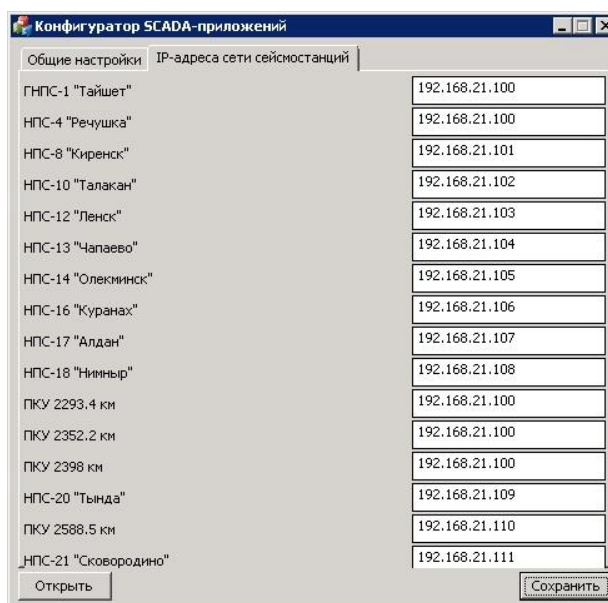 Конфигуратор SCADA-приложений
Общие настройки IP-адреса сети сейсмостанций
ГНПС-1 "Тайшет" 192.168.21.100
НПС-4 "Речушка" 192.168.21.100
НПС-8 "Киренск" 192.168.21.101
НПС-10 "Талакан" 192.168.21.102
НПС-12 "Ленск" 192.168.21.103
НПС-13 "Чапаево" 192.168.21.104
НПС-14 "Олекминск" 192.168.21.105
НПС-16 "Куранах" 192.168.21.106
НПС-17 "Алдан" 192.168.21.107
НПС-18 "Нимныр" 192.168.21.108
ПКУ 2293.4 км 192.168.21.100
ПКУ 2352.2 км 192.168.21.100
ПКУ 2398 км 192.168.21.100
НПС-20 "Тында" 192.168.21.109
ПКУ 2588.5 км 192.168.21.110
НПС-21 "Сковородино" 192.168.21.111
Открыть Сохранить